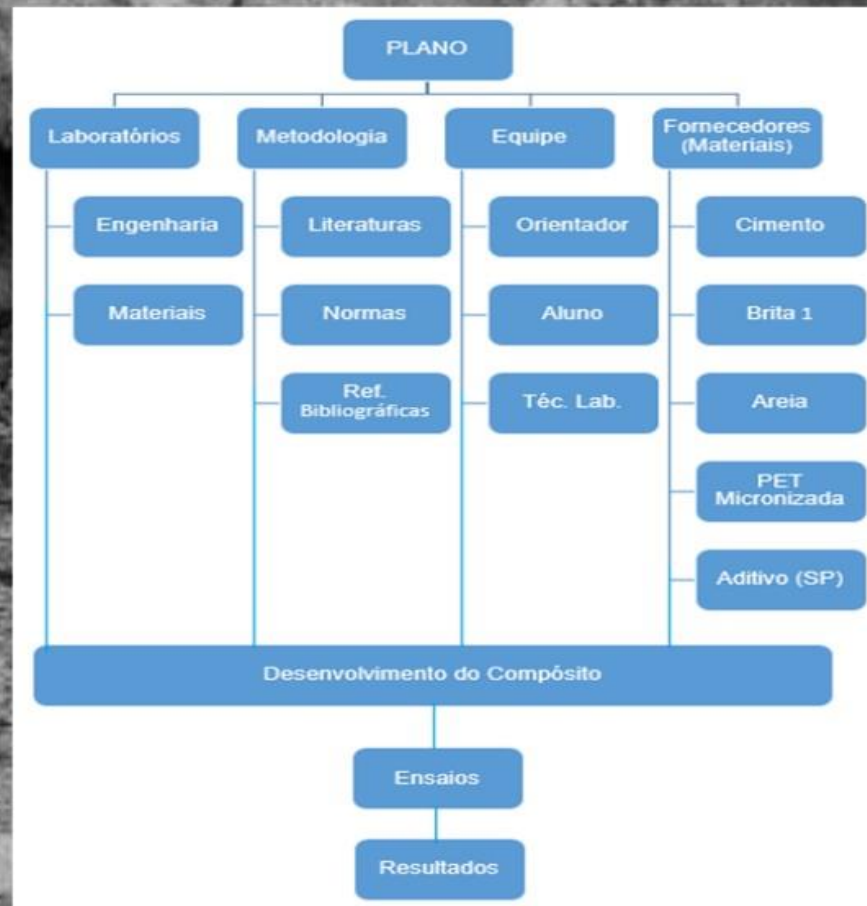 PLANO
Laboratórios
Metodologia
Equipe
Fornecedores
(Materiais)
Engenharia
Literaturas
Orientador
Cimento
Materiais
Normas
Aluno
Brita 1
Ref.
Bibliográficas
Téc. Lab.
Areia
PET
Micronizada
Aditivo (SP)
Desenvolvimento do Compósito
Ensaios
Resultados